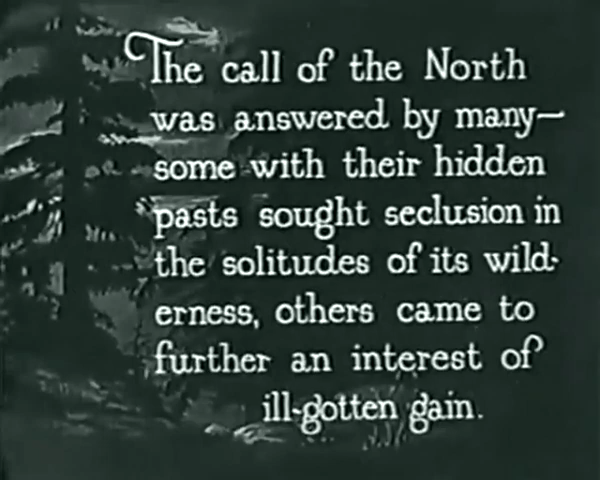 The call of the North
was answered by many—
some with their hidden
pasts sought seclusion in
the solitudes of its wild-
erness, others came to
further an interest of
ill-gotten gain.